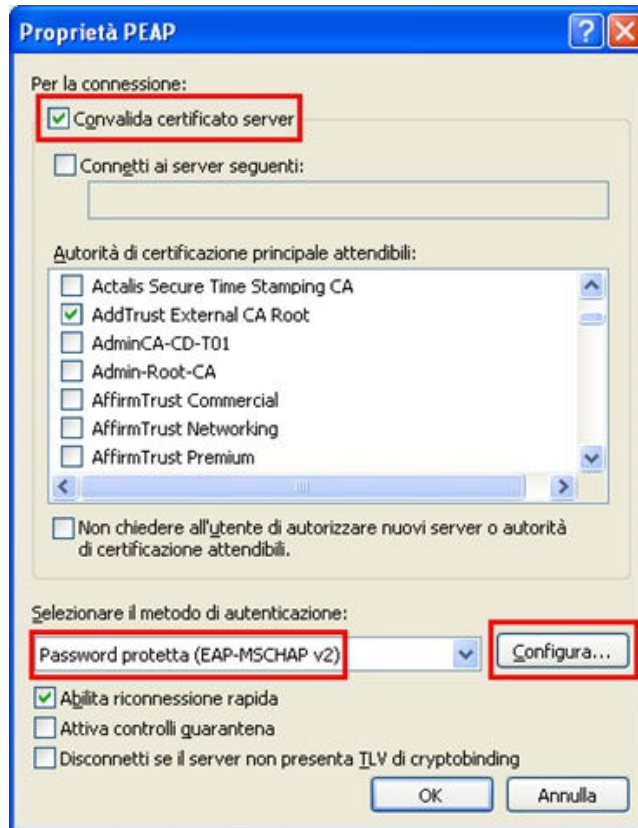 Proprietà PEAP
Per la connessione:
Convalida certificato server
Connetti ai server seguenti:
Autorità di certificazione principale attendibili:
Actalis Secure Time Stamping CA
AddTrust External CA Root
AdminCA-CD-T01
Admin-Root-CA
AffirmTrust Commercial
AffirmTrust Networking
AffirmTrust Premium
Non chiedere all'utente di autorizzare nuovi server o autorità
di certificazione attendibili.
Selezionare il metodo di autenticazione:
Password protetta (EAP-MSCHAP v2)
Configura...
Abilita riconnessione rapida
Attiva controlli quarantena
Disconnetti se il server non presenta TLV di cryptobinding
OK
Annulla